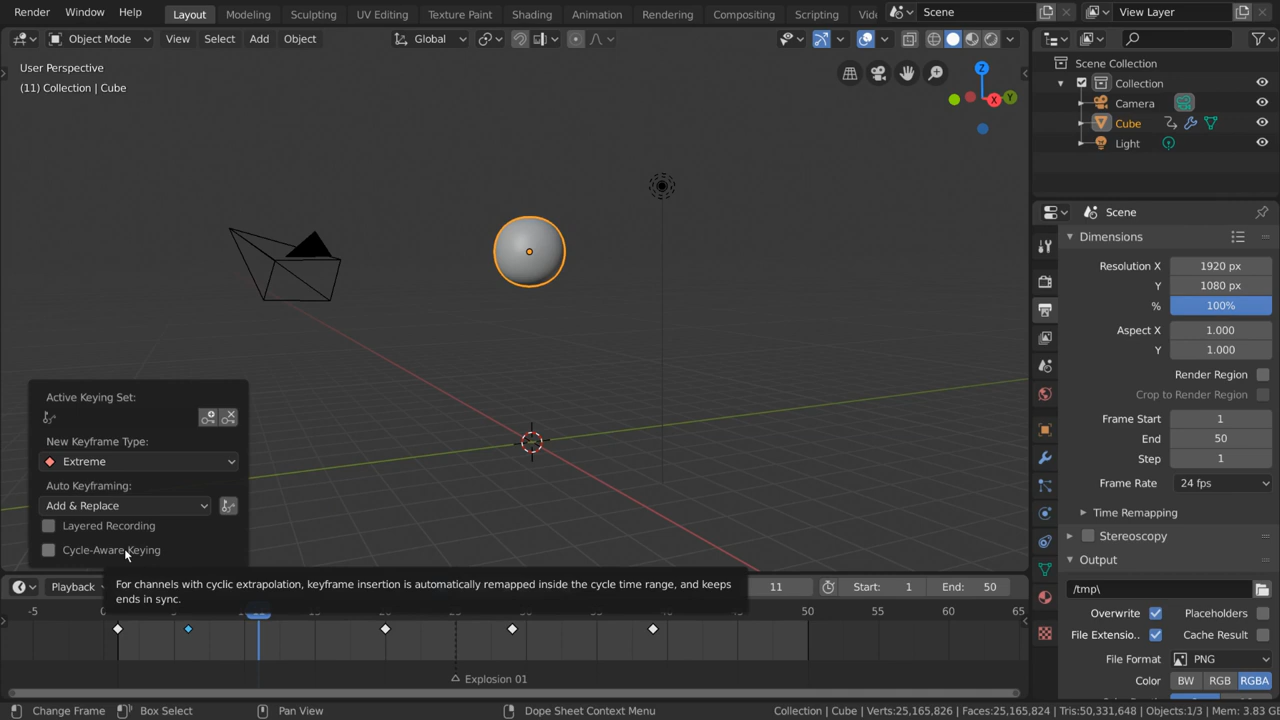 Render Window Help Layout Modeling Sculpting UV Editing Texture Paint Shading Animation Rendering Compositing Scripting Scene View Layer
Object Mode View Select Add Object Global
User Perspective
(11) Collection | Cube
Z
X
Y
Scene Collection
Collection
Camera
Cube
Light
Scene
Dimensions
Resolution X 1920 px
Y 1080 px
% 100%
Aspect X 1.000
Y 1.000
Render Region
Crop to Render Region
Frame Start 1
End 50
Step 1
Frame Rate 24 fps
Time Remapping
Stereoscopy
Output
/tmp\
Overwrite Placeholders
File Extensio.. Cache Result
File Format PNG
Color BW RGB RGBA
Active Keying Set:
New Keyframe Type:
Extreme
Auto Keyframing:
Add & Replace
Layered Recording
Cycle-Aware Keying
For channels with cyclic extrapolation, keyframe insertion is automatically remapped inside the cycle time range, and keeps
ends in sync.
Playback 11 Start: 1 End: 50
-5 50 55 60 65
Explosion 01
Change Frame Box Select Pan View Dope Sheet Context Menu Collection | Cube | Verts:25,165,826 | Faces:25,165,824 | Tris:50,331,648 | Objects:1/3 | Mem: 3.83 G